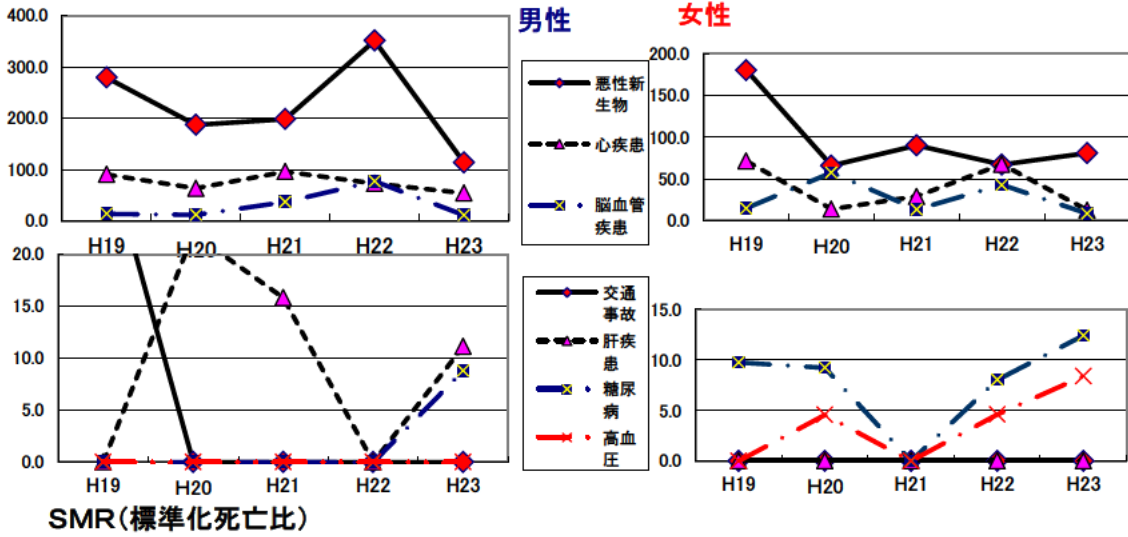 男性
女性
400.0
300.0
200.0
100.0
0.0
H19 H20 H21 H22 H23
悪性新
生物
心疾患
脳血管
疾患
200.0
150.0
100.0
50.0
0.0
H19 H20 H21 H22 H23
20.0
15.0
10.0
5.0
0.0
H19 H20 H21 H22 H23
交通
事故
肝疾
患
糖尿
病
高血
圧
15.0
10.0
5.0
0.0
H19 H20 H21 H22 H23
SMR(標準化死亡比)